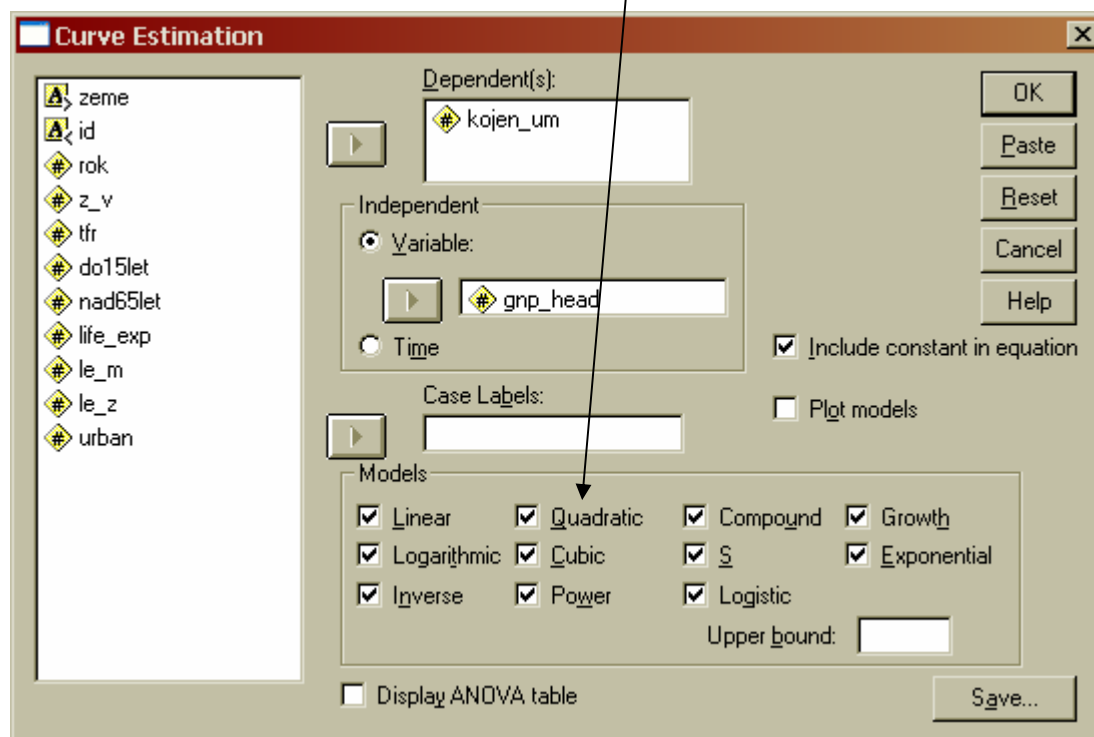 Curve Estimation
zeme
id
rok
z_v
tfr
do15let
nad65let
life_exp
le_m
le_z
urban
Dependent(s):
kojen_um
Independent
Variable:
gnp_head
Time
Case Labels:
OK
Paste
Reset
Cancel
Help
Include constant in equation
Plot models
Models
Linear Quadratic Compound Growth
Logarithmic Cubic S Exponential
Inverse Power Logistic
Upper bound:
Display ANOVA table
Save...